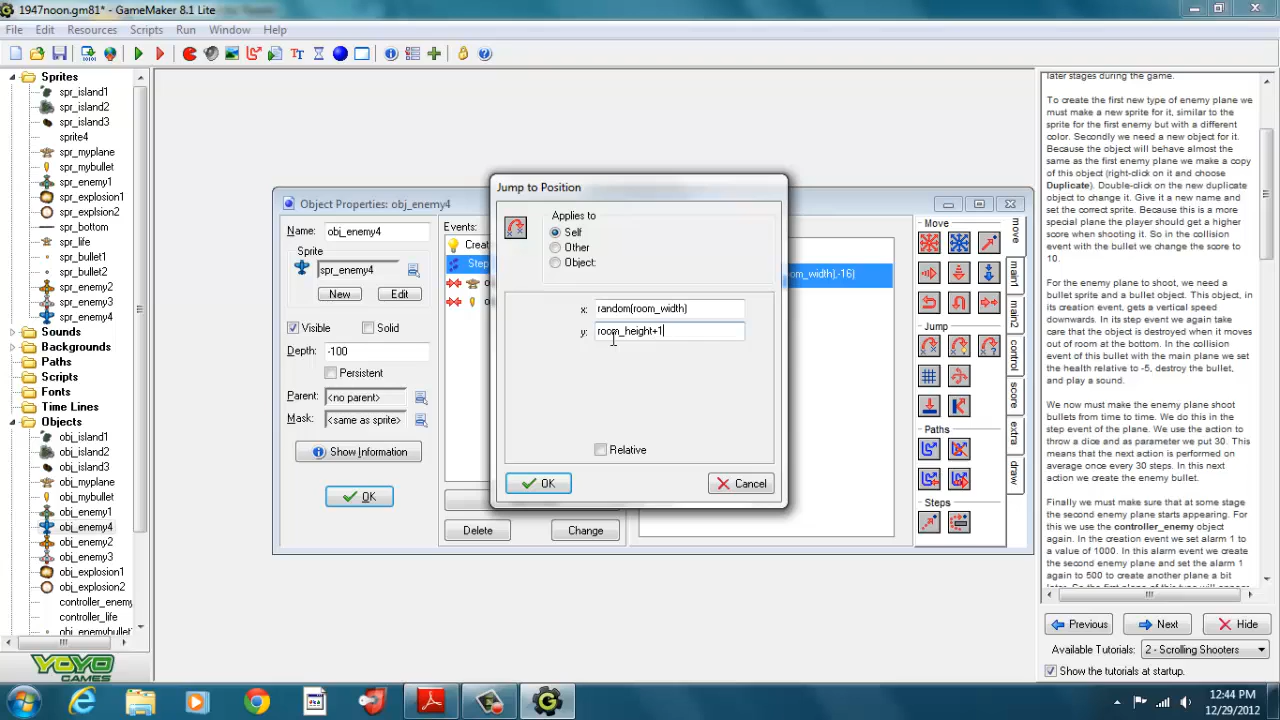 1947noon.gm81* - GameMaker 8.1 Lite
File Edit Resources Scripts Run Window Help
Sprites
spr_island1
spr_island2
spr_island3
sprite4
spr_myplane
spr_mybullet
spr_enemy1
spr_explosion1
spr_explsion2
spr_bottom
spr_life
spr_bullet1
spr_bullet2
spr_enemy2
spr_enemy3
spr_enemy4
Sounds
Backgrounds
Paths
Scripts
Fonts
Time Lines
Objects
obj_island1
obj_island2
obj_island3
obj_myplane
obj_mybullet
obj_enemy1
obj_enemy4
obj_enemy2
obj_enemy3
obj_explosion1
obj_explosion2
controller_enemy
controller_life
obj_enemybullet
YOYO
GAMES
Object Properties: obj_enemy4
Name: obj_enemy4
Sprite
spr_enemy4
New Edit
Visible Solid
Depth: -100
Persistent
Parent: <no parent>
Mask: <same as sprite>
Show Information
OK
Events:
Creat
Step
Delete Change
om_width),-16)
Jump to Position
Applies to
Self
Other
Object:
x: random(room_width)
y: room_height+1
Relative
OK Cancel
Move
Jump
Paths
Steps
move
main1
main2
control
score
extra
draw
later stages during the game.
To create the first new type of enemy plane we
must make a new sprite for it, similar to the
sprite for the first enemy but with a different
color. Secondly we need a new object for it.
Because the object will behave almost the
same as the first enemy plane we make a copy
of this object (right-click on it and choose
Duplicate). Double-click on the new duplicate
object to change it. Give it a new name and
set the correct sprite. Because this is a more
special plane the player should get a higher
score when shooting it. So in the collision
event with the bullet we change the score to
10.
For the enemy plane to shoot, we need a
bullet sprite and a bullet object. This object, in
its creation event, gets a vertical speed
downwards. In its step event we again take
care that the object is destroyed when it moves
out of room at the bottom. In the collision
event of this bullet with the main plane we set
the health relative to -5, destroy the bullet,
and play a sound.
We now must make the enemy plane shoot
bullets from time to time. We do this in the
step event of the plane. We use the action to
throw a dice and as parameter we put 30. This
means that the next action is performed on
average once every 30 steps. In this next
action we create the enemy bullet.
Finally we must make sure that at some stage
the second enemy plane starts appearing. For
this we use the controller_enemy object
again. In the creation event we set alarm 1 to
a value of 1000. In this alarm event we create
the second enemy plane and set the alarm 1
again to 500 to create another plane a bit
Previous Next Hide
Available Tutorials: 2 - Scrolling Shooters
Show the tutorials at startup.
12:44 PM
12/29/2012